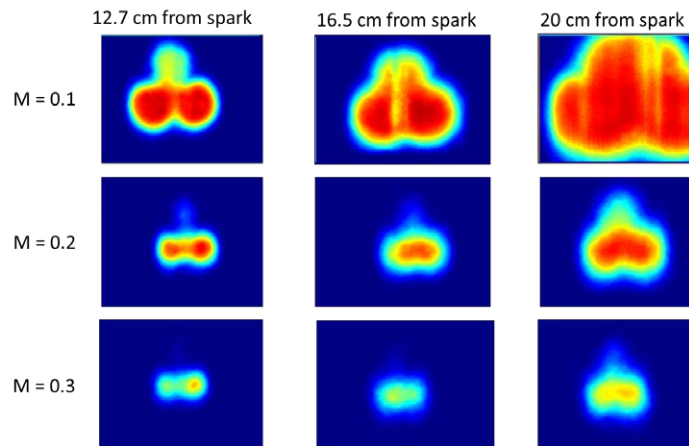 12.7 cm from spark
16.5 cm from spark
20 cm from spark
M = 0.1
M = 0.2
M = 0.3